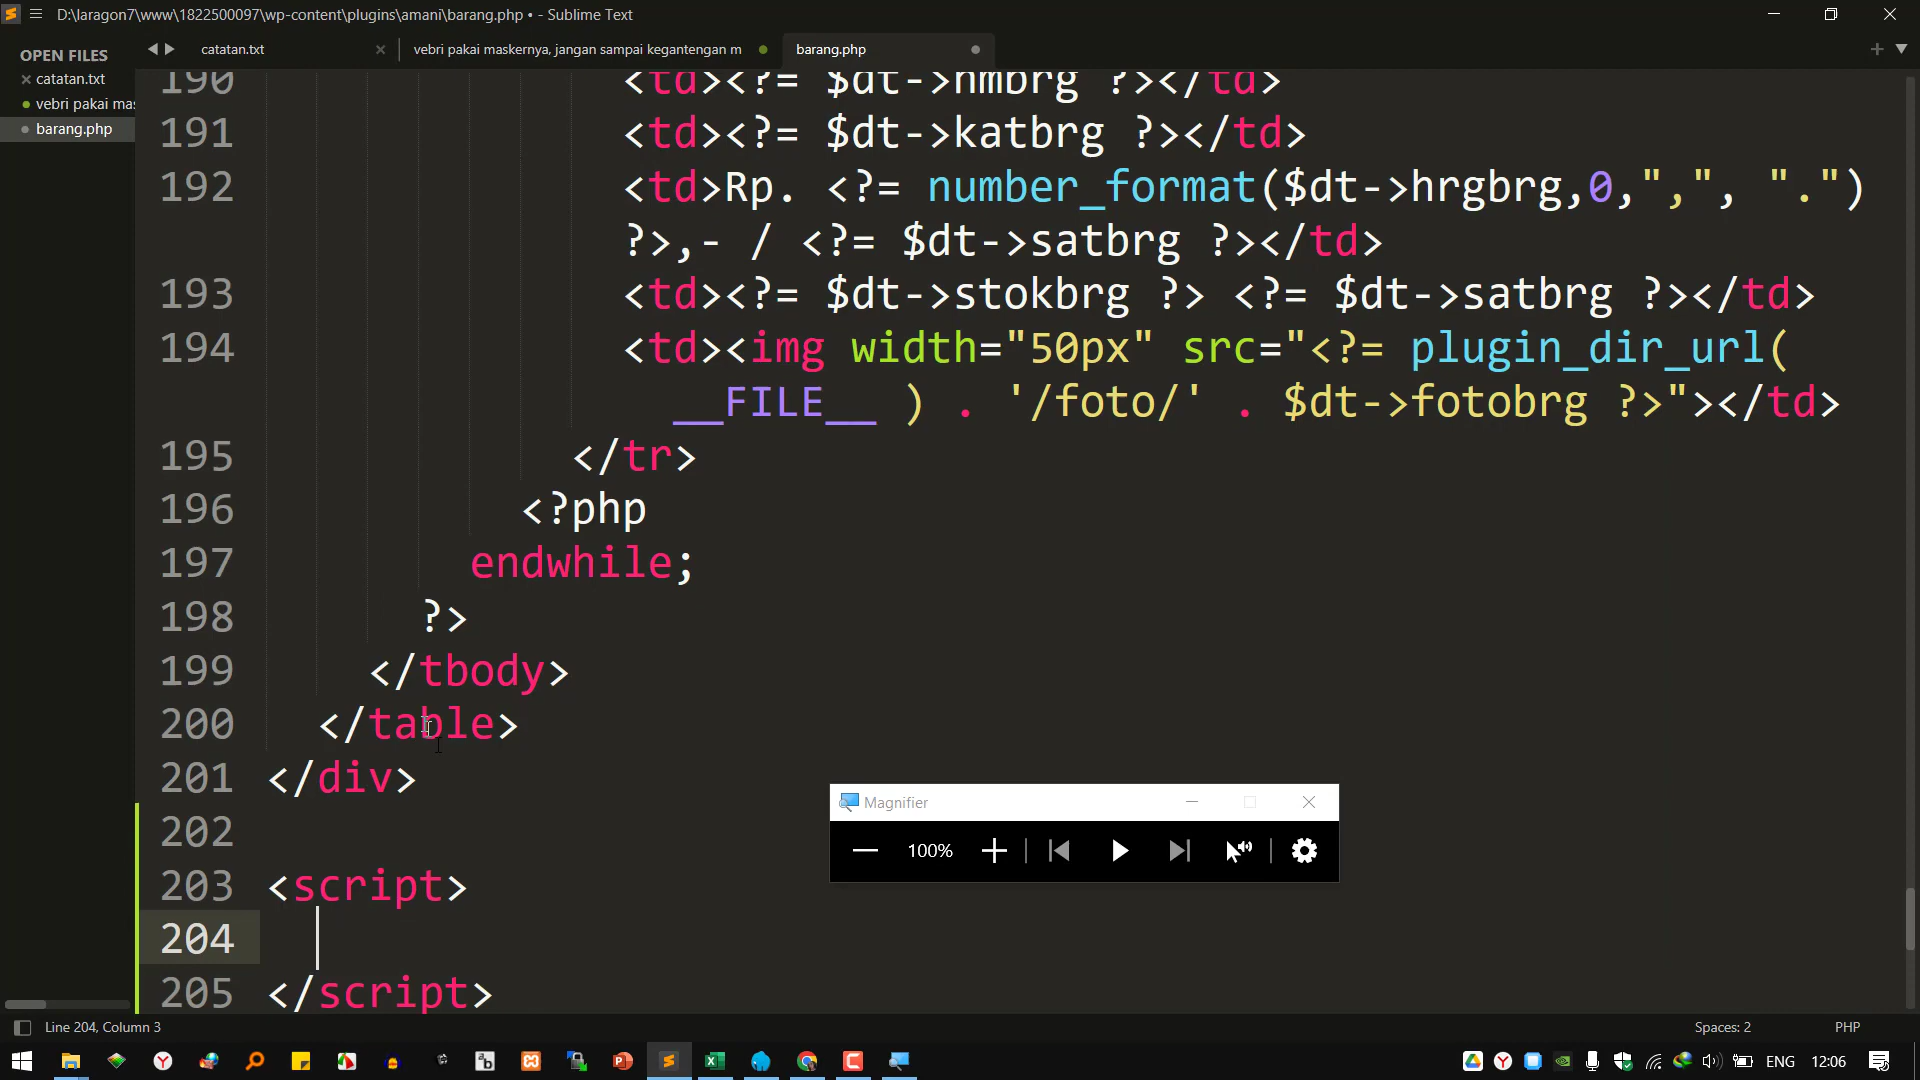 D:\laragon7\www\1822500097\wp-content\plugins\amani\barang.php • - Sublime Text
OPEN FILES
catatan.txt
vebri pakai mas
barang.php
catatan.txt
vebri pakai maskernya, jangan sampai kegantengan m
barang.php
190 <td><?= $dt->nmbrg ?></td>
191 <td><?= $dt->katbrg ?></td>
192 <td>Rp. <?= number_format($dt->hrgbrg,0,",", ".")
?>,- / <?= $dt->satbrg ?></td>
193 <td><?= $dt->stokbrg ?> <?= $dt->satbrg ?></td>
194 <td><img width="50px" src="<?= plugin_dir_url(
__FILE__ ) . '/foto/' . $dt->fotobrg ?>"></td>
195 </tr>
196 <?php
197 endwhile;
198 ?>
199 </tbody>
200 </table>
201 </div>
202
203 <script>
204
205 </script>
Magnifier
100%
Line 204, Column 3
Spaces: 2
PHP
ENG
12:06